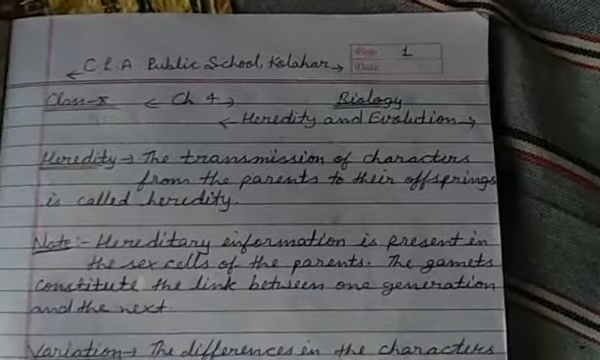 C.R.A. Public School, Kolahar
Page 1
Date
Class-X Ch 4 Biology
Heredity and Evolution
Heredity → The transmission of characters
from the parents to their offsprings
is called heredity.
Note:- Hereditary information is present in
the sex cells of the parents. The gamets
constitute the link between one generation
and the next
Variation → The differences in the characters